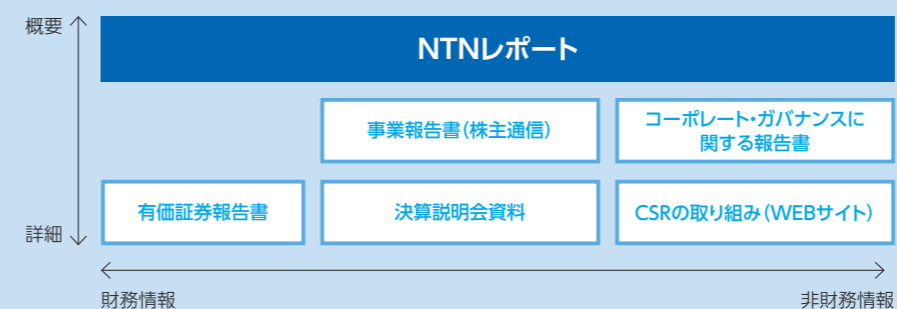 概要
NTNレポート
事業報告書（株主通信）
コーポレート・ガバナンスに
関する報告書
有価証券報告書
決算説明会資料
CSRの取り組み（WEBサイト）
詳細
財務情報
非財務情報